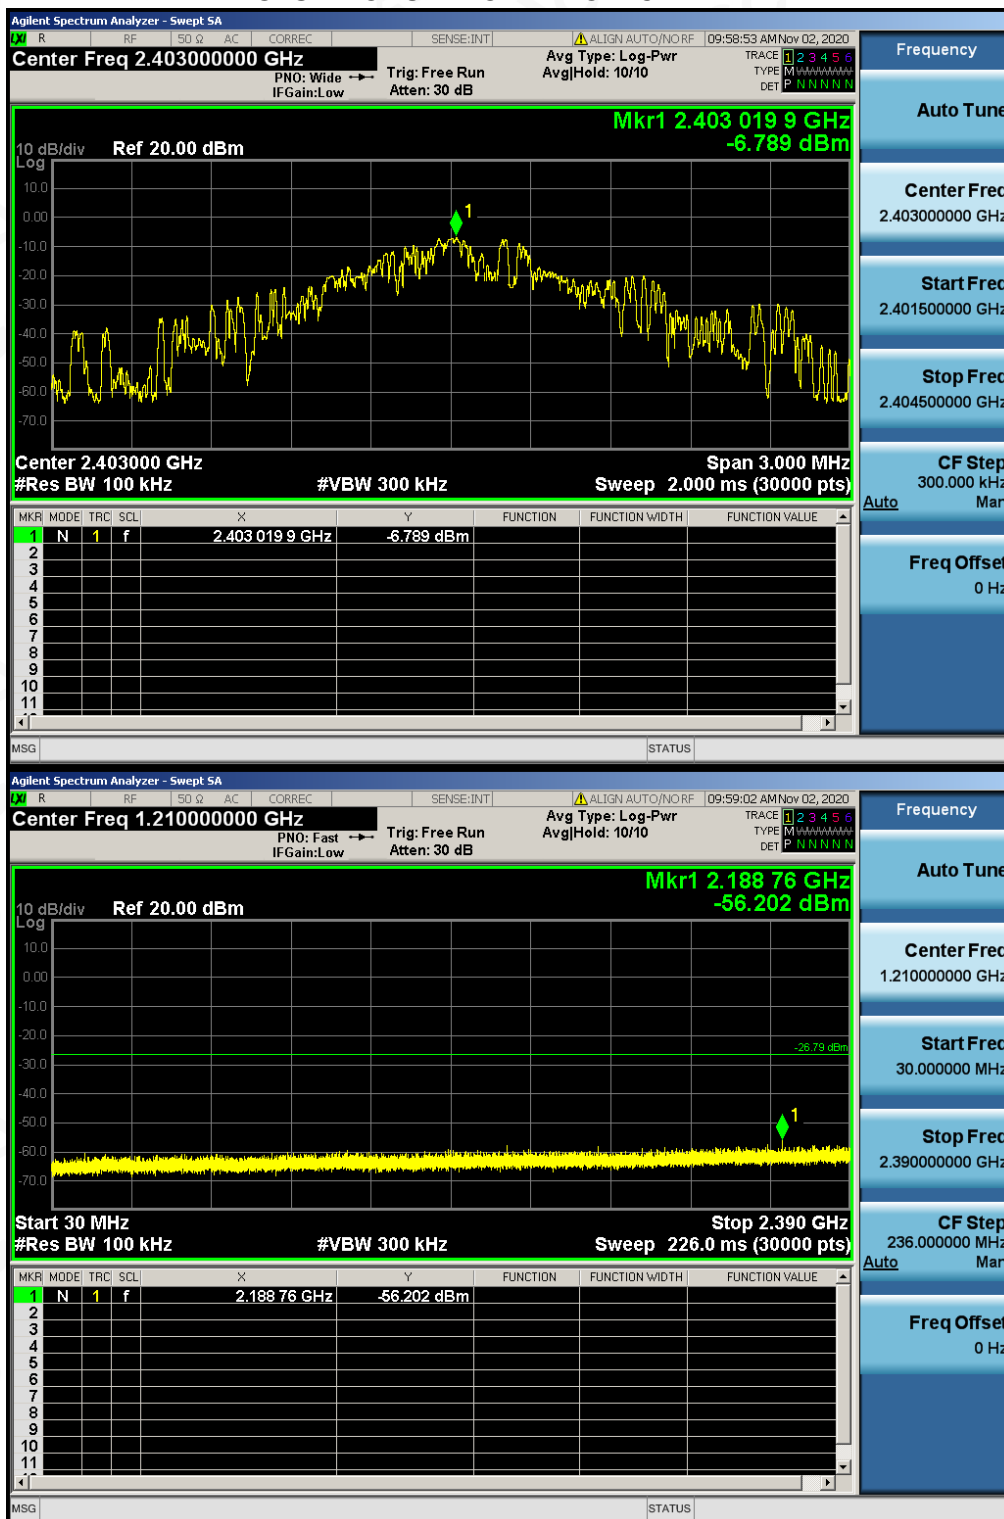 Agilent Spectrum Analyzer - Swept SA
LXI R RF 50 Ω AC CORREC SENSE:INT ALIGN AUTO/NO RF 09:58:53 AM Nov 02, 2020
Center Freq 2.403000000 GHz
PNO: Wide
IFGain:Low
Trig: Free Run
Atten: 30 dB
Avg Type: Log-Pwr
Avg|Hold: 10/10
TRACE 1 2 3 4 5 6
TYPE M
DET P N N N N N
Frequency
Auto Tune
Mkr1 2.403 019 9 GHz
-6.789 dBm
10 dB/div Ref 20.00 dBm
Log
10.0
0.00
-10.0
-20.0
-30.0
-40.0
-50.0
-60.0
-70.0
1
Center Freq
2.403000000 GHz
Start Freq
2.401500000 GHz
Stop Freq
2.404500000 GHz
CF Step
300.000 kHz
Auto Man
Freq Offset
0 Hz
Center 2.403000 GHz Span 3.000 MHz
#Res BW 100 kHz #VBW 300 kHz Sweep 2.000 ms (30000 pts)
MKR MODE TRC SCL X Y FUNCTION FUNCTION WIDTH FUNCTION VALUE
1 N 1 f 2.403 019 9 GHz -6.789 dBm
2
3
4
5
6
7
8
9
10
11
MSG STATUS
Agilent Spectrum Analyzer - Swept SA
LXI R RF 50 Ω AC CORREC SENSE:INT ALIGN AUTO/NO RF 09:59:02 AM Nov 02, 2020
Center Freq 1.210000000 GHz
PNO: Fast
IFGain:Low
Trig: Free Run
Atten: 30 dB
Avg Type: Log-Pwr
Avg|Hold: 10/10
TRACE 1 2 3 4 5 6
TYPE M
DET P N N N N N
Frequency
Auto Tune
Mkr1 2.188 76 GHz
-56.202 dBm
10 dB/div Ref 20.00 dBm
Log
10.0
0.00
-10.0
-20.0
-30.0
-40.0
-50.0
-60.0
-70.0
-26.79 dBm
1
Center Freq
1.210000000 GHz
Start Freq
30.000000 MHz
Stop Freq
2.390000000 GHz
CF Step
236.000000 MHz
Auto Man
Freq Offset
0 Hz
Start 30 MHz Stop 2.390 GHz
#Res BW 100 kHz #VBW 300 kHz Sweep 226.0 ms (30000 pts)
MKR MODE TRC SCL X Y FUNCTION FUNCTION WIDTH FUNCTION VALUE
1 N 1 f 2.188 76 GHz -56.202 dBm
2
3
4
5
6
7
8
9
10
11
MSG STATUS